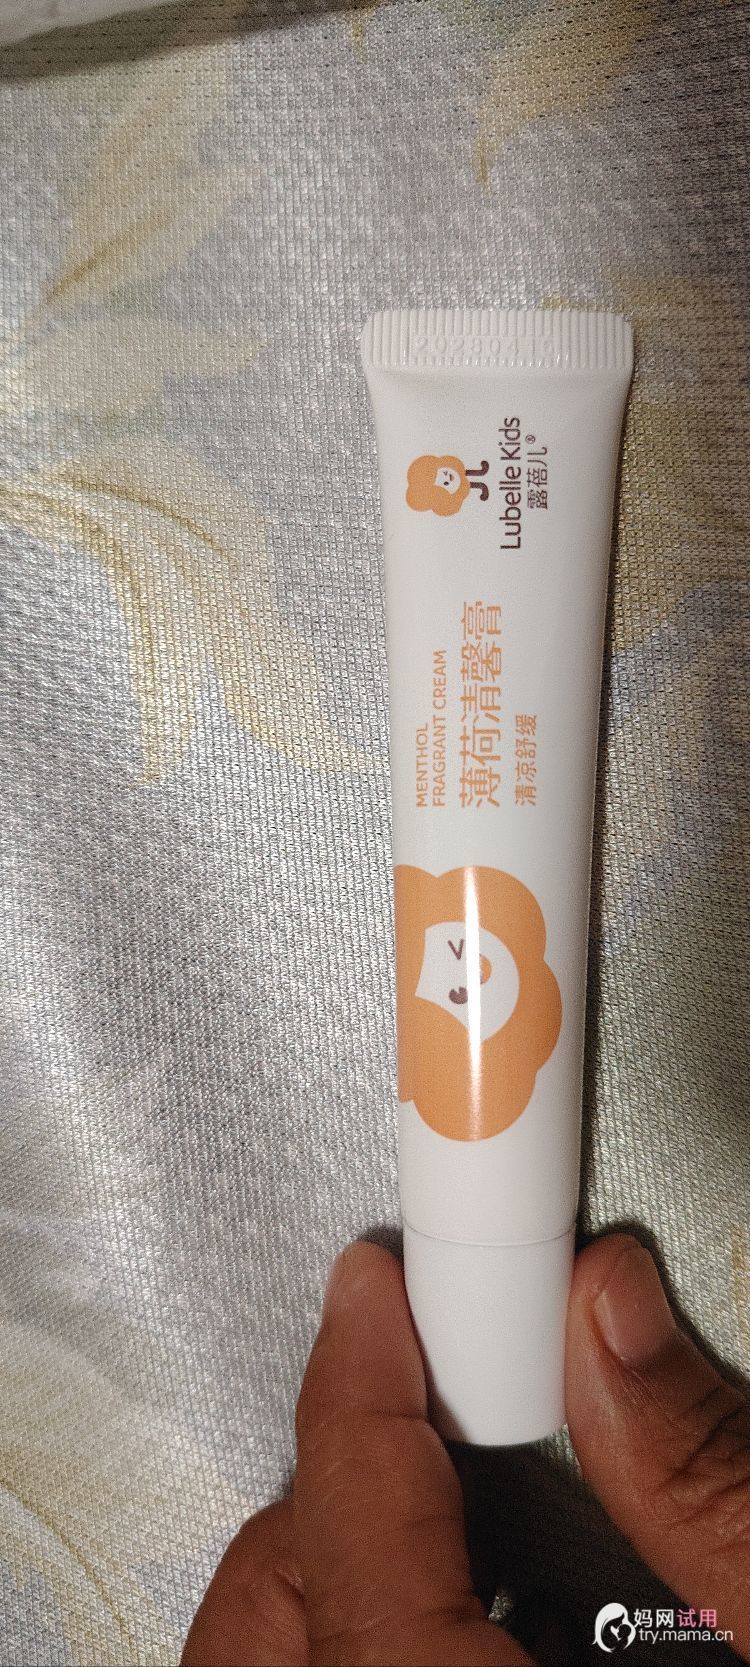 20280415
Lubelle Kids
露蓓儿®
MENTHOL
FRAGRANT CREAM
薄荷清馨膏
清凉舒缓
妈网试用
try.mama.cn